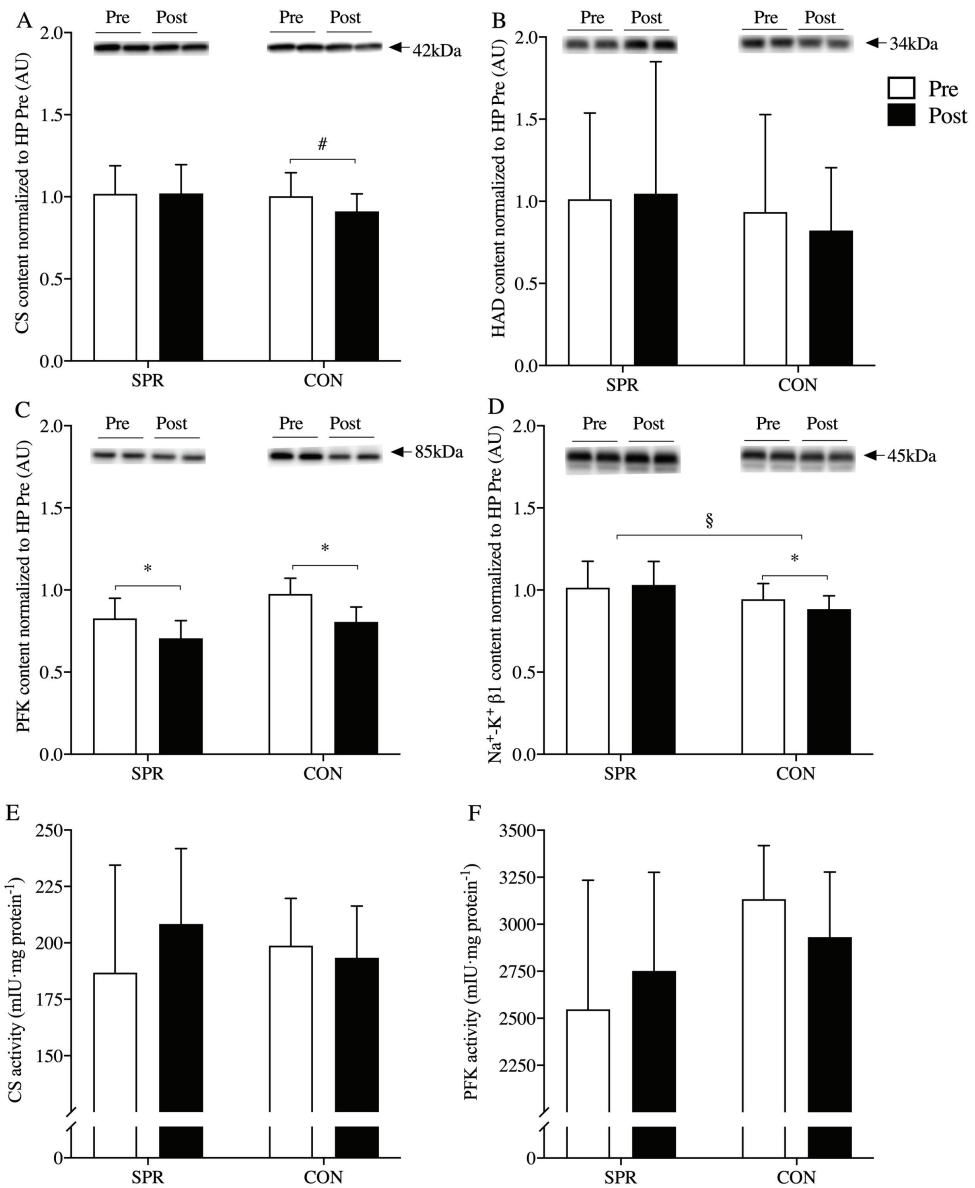 A
Pre Post Pre Post
42kDa
CS content normalized to HP Pre (AU)
2.0
1.5
1.0
0.5
0.0
#
SPR CON
B
Pre Post Pre Post
34kDa
HAD content normalized to HP Pre (AU)
2.0
1.5
1.0
0.5
0.0
SPR CON
Pre
Post
C
Pre Post Pre Post
85kDa
PFK content normalized to HP Pre (AU)
2.0
1.5
1.0
0.5
0.0
* *
SPR CON
D
Pre Post Pre Post
45kDa
Na⁺-K⁺ β1 content normalized to HP Pre (AU)
2.0
1.5
1.0
0.5
0.0
§
*
SPR CON
E
CS activity (mIU·mg protein⁻¹)
250
225
200
175
150
0
SPR CON
F
PFK activity (mIU·mg protein⁻¹)
3500
3250
3000
2750
2500
2250
0
SPR CON